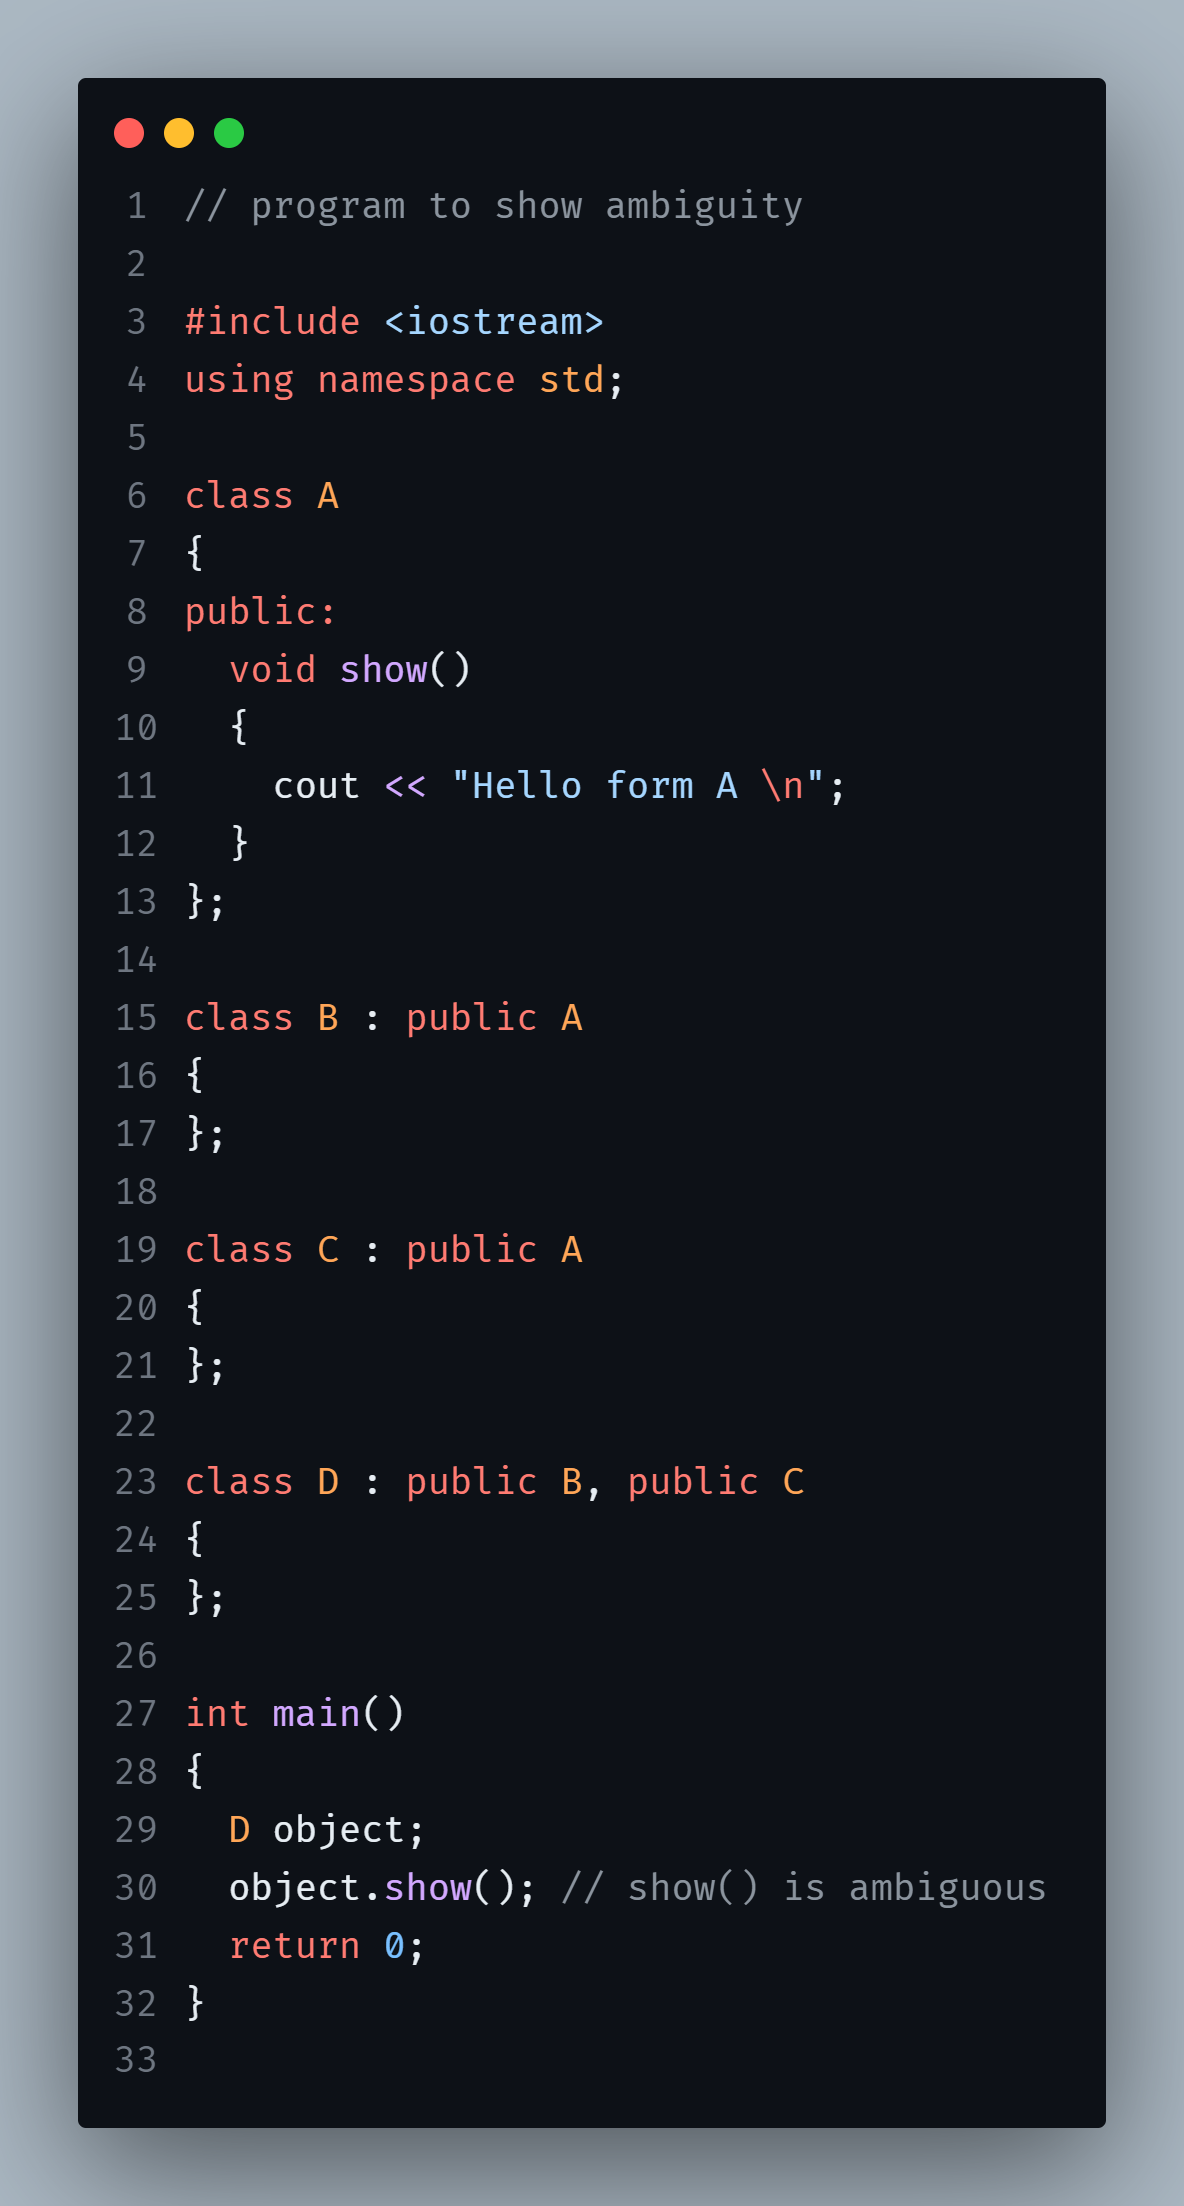 1 // program to show ambiguity
2
3 #include <iostream>
4 using namespace std;
5
6 class A
7 {
8 public:
9   void show()
10   {
11     cout << "Hello form A \n";
12   }
13 };
14
15 class B : public A
16 {
17 };
18
19 class C : public A
20 {
21 };
22
23 class D : public B, public C
24 {
25 };
26
27 int main()
28 {
29   D object;
30   object.show(); // show() is ambiguous
31   return 0;
32 }
33